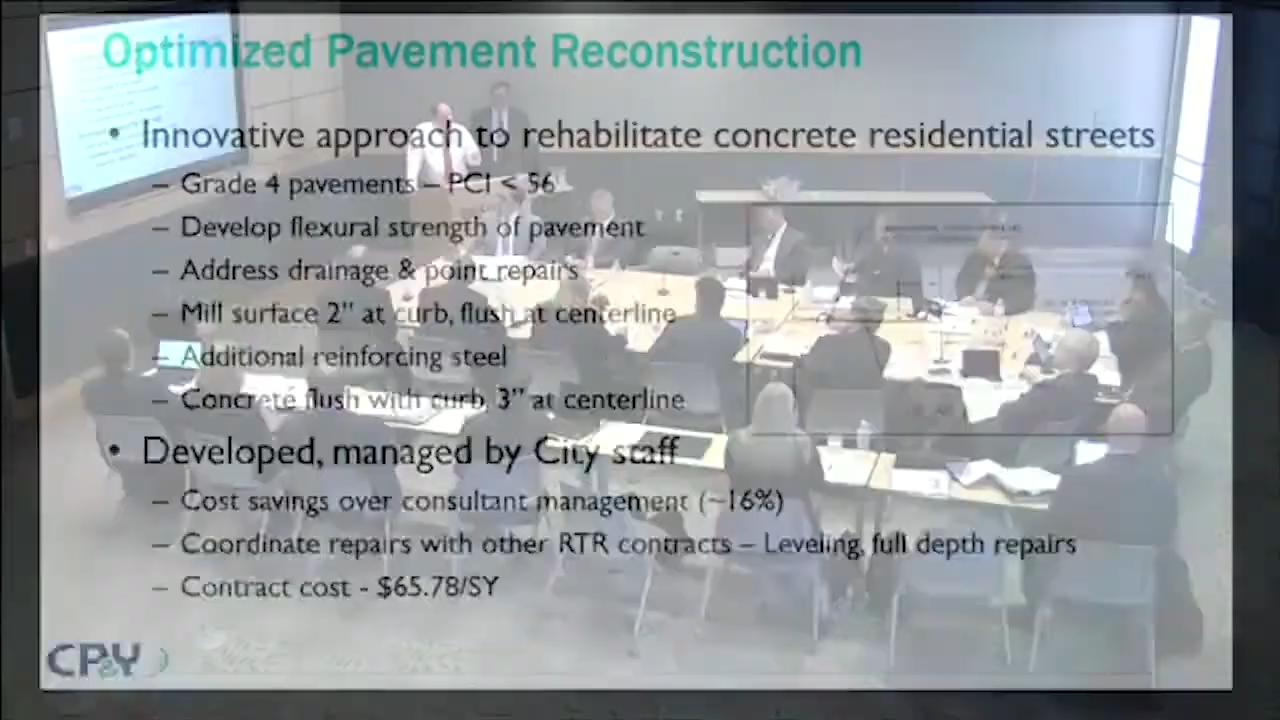 Optimized Pavement Reconstruction
• Innovative approach to rehabilitate concrete residential streets
– Grade 4 pavements – PCI < 56
– Develop flexural strength of pavement
– Address drainage & point repairs
– Mill surface 2" at curb, flush at centerline
– Additional reinforcing steel
– Concrete flush with curb, 3" at centerline
• Developed, managed by City staff
– Cost savings over consultant management (~16%)
– Coordinate repairs with other RTR contracts – Leveling, full depth repairs
– Contract cost - $65.78/SY
CP&Y